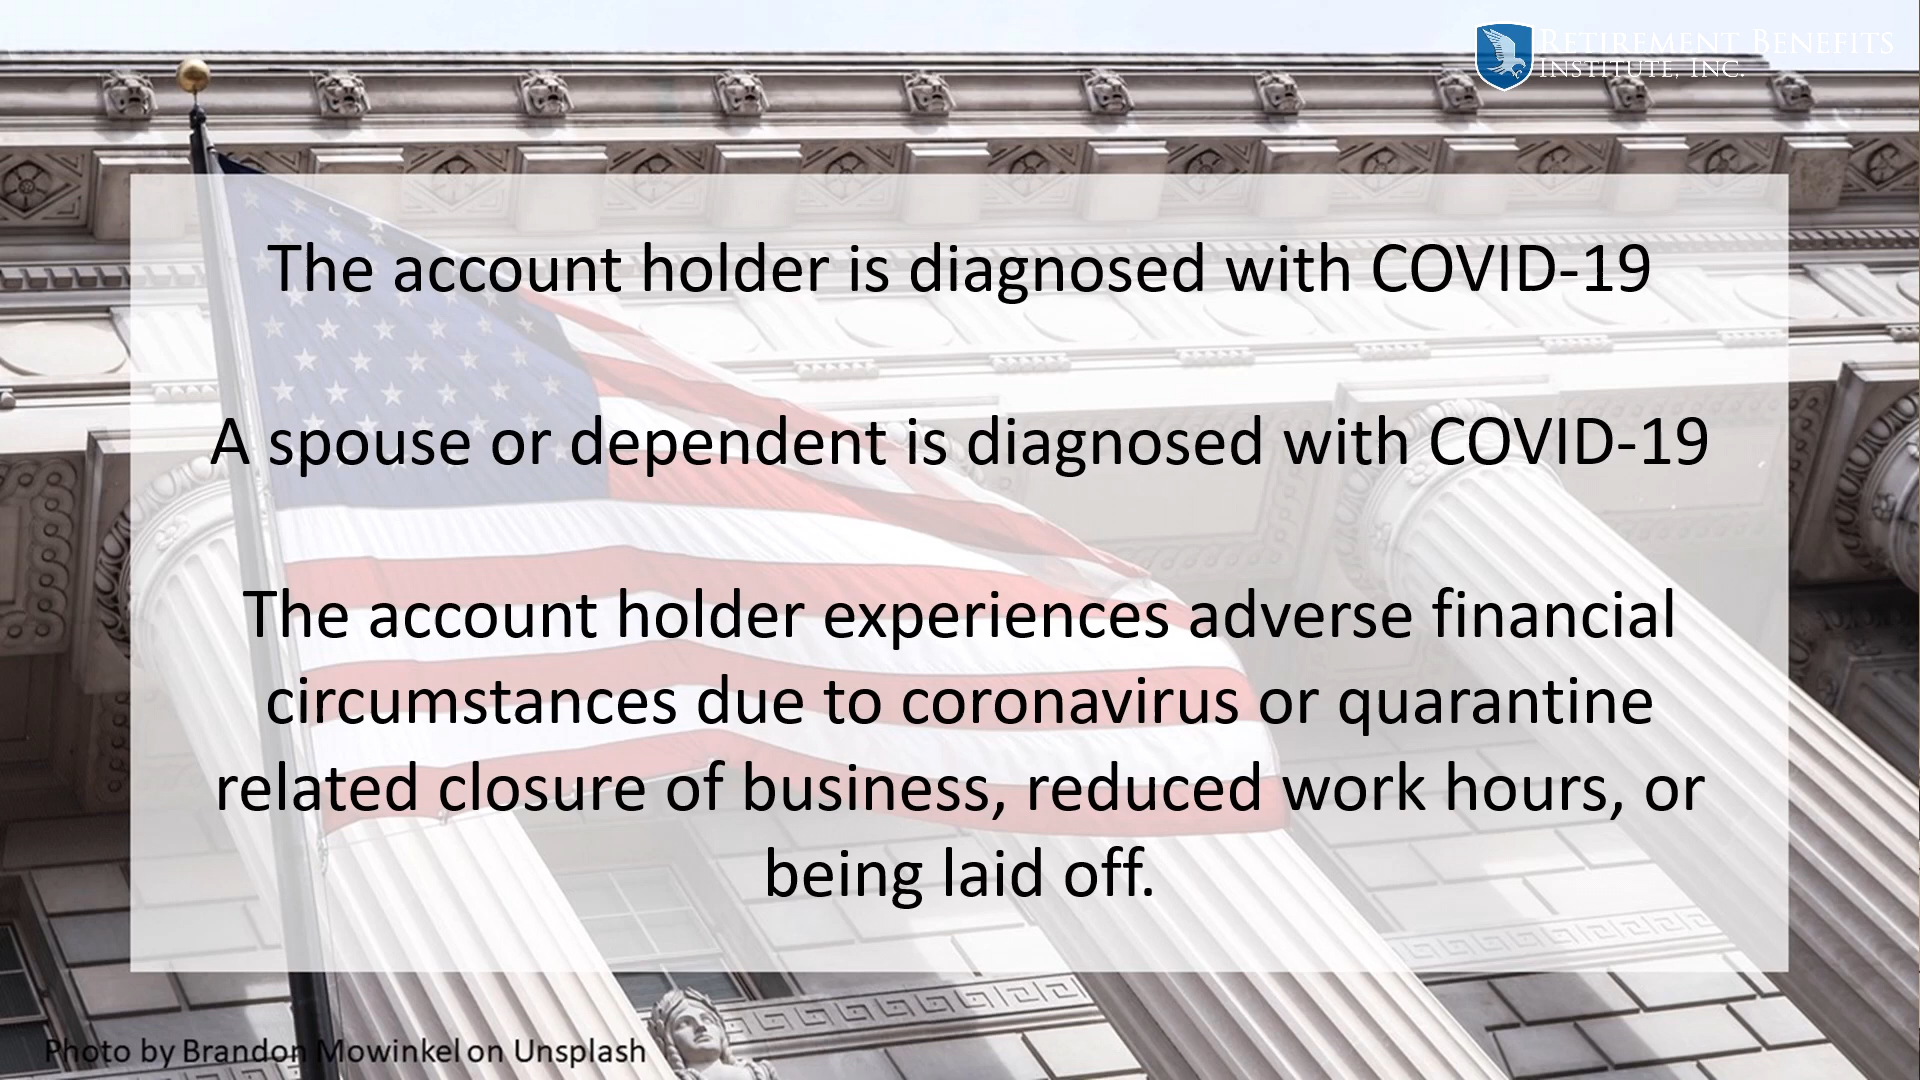 RETIREMENT BENEFITS
INSTITUTE, INC.
The account holder is diagnosed with COVID-19
A spouse or dependent is diagnosed with COVID-19
The account holder experiences adverse financial
circumstances due to coronavirus or quarantine
related closure of business, reduced work hours, or
being laid off.
Photo by Brandon Mowinkel on Unsplash